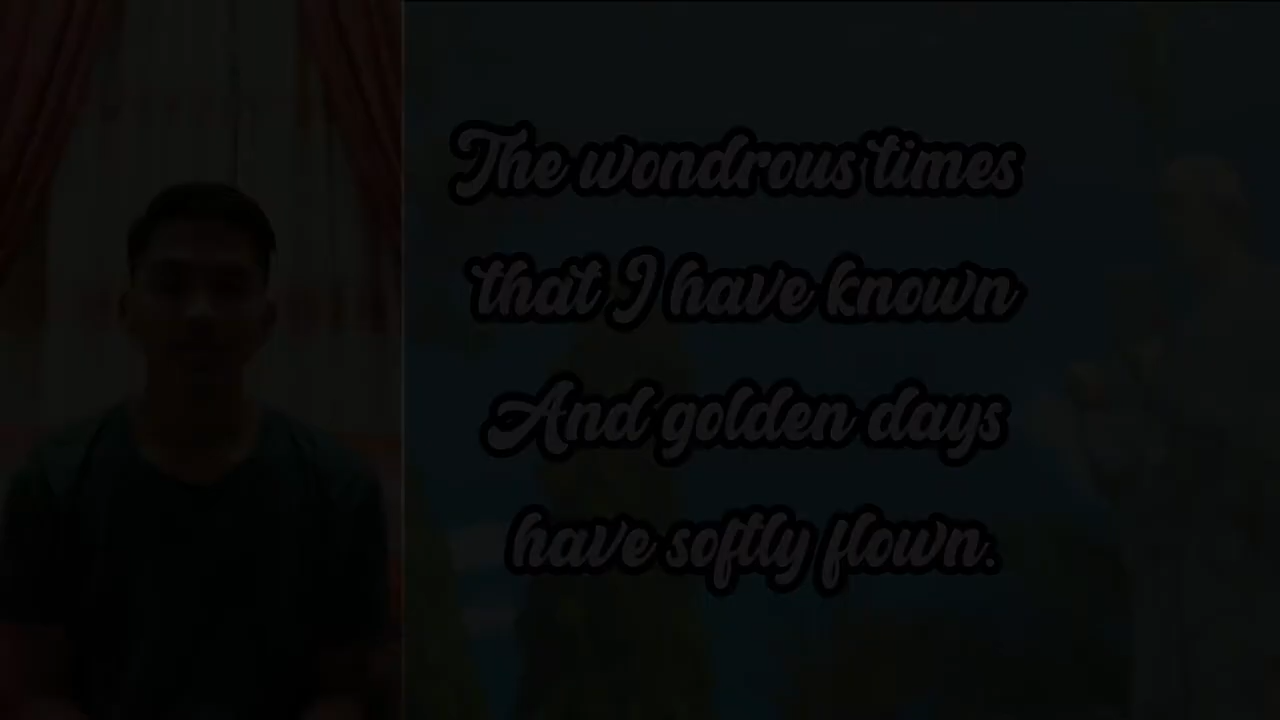 The wondrous times
that I have known
And golden days
have softly flown.